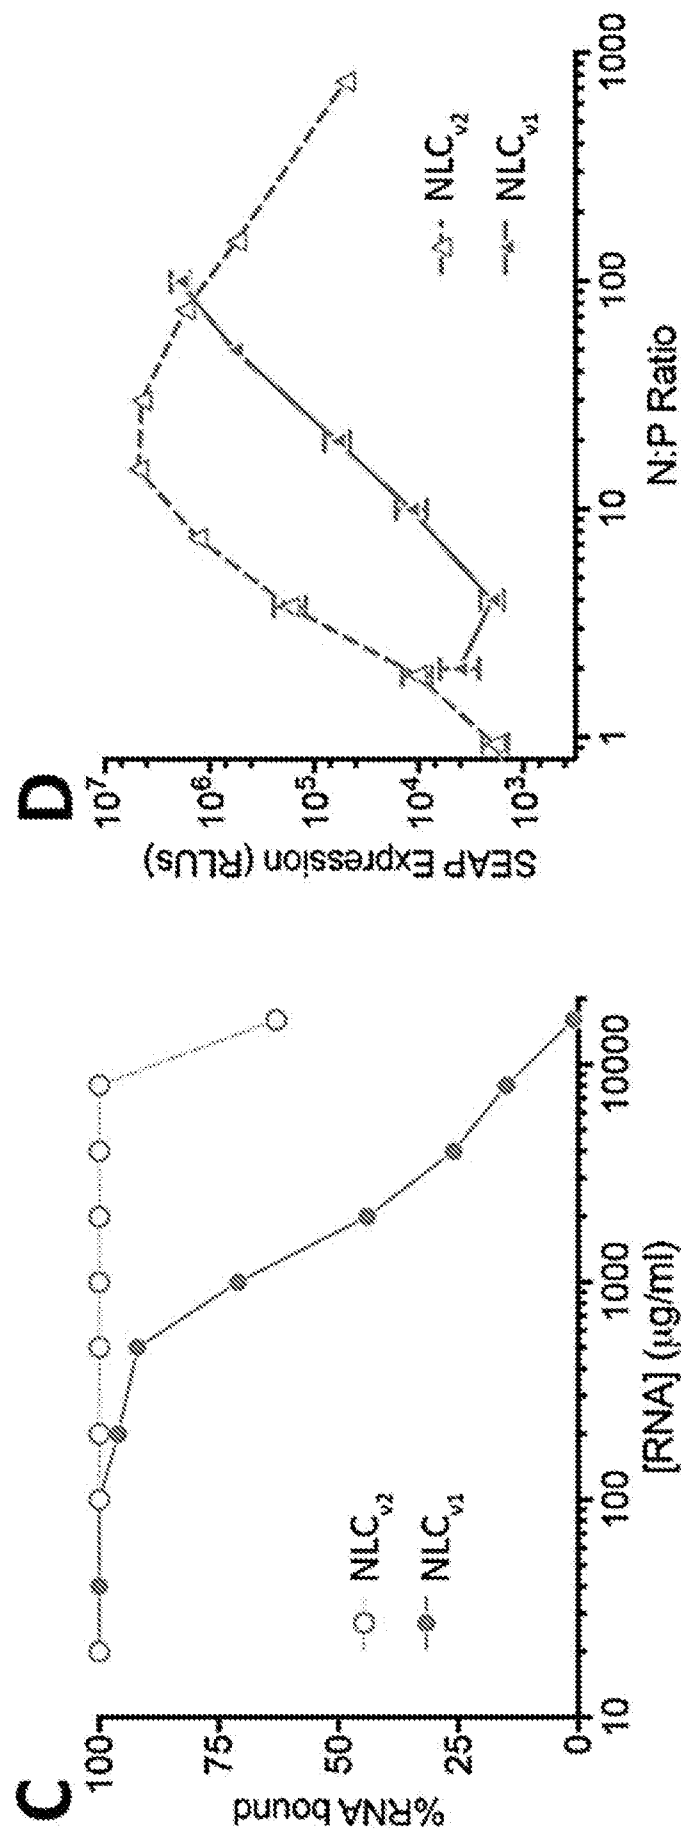 C
%RNA bound
100
75
50
25
0
10
100
1000
10000
[RNA] (µg/ml)
NLCv2
NLCv1
D
SEAP Expression (RLUs)
10⁷
10⁶
10⁵
10⁴
10³
1
10
100
1000
N:P Ratio
NLCv2
NLCv1